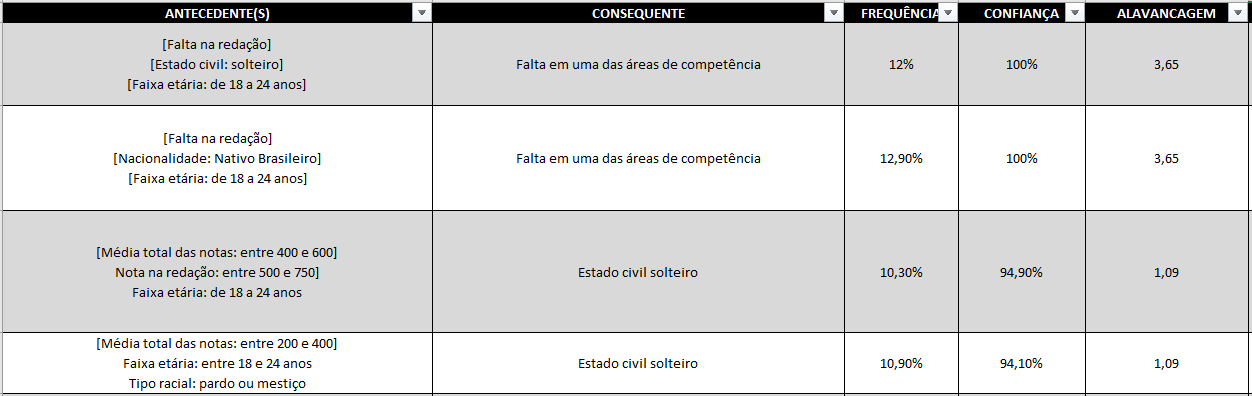 ANTECEDENTE(S) CONSEQUENTE FREQUÊNCIA CONFIANÇA ALAVANCAGEM
[Falta na redação]
[Estado civil: solteiro]
[Faixa etária: de 18 a 24 anos]
Falta em uma das áreas de competência
12%
100%
3,65
[Falta na redação]
[Nacionalidade: Nativo Brasileiro]
[Faixa etária: de 18 a 24 anos]
Falta em uma das áreas de competência
12,90%
100%
3,65
[Média total das notas: entre 400 e 600]
Nota na redação: entre 500 e 750]
Faixa etária: de 18 a 24 anos
Estado civil solteiro
10,30%
94,90%
1,09
[Média total das notas: entre 200 e 400]
Faixa etária: entre 18 e 24 anos
Tipo racial: pardo ou mestiço
Estado civil solteiro
10,90%
94,10%
1,09